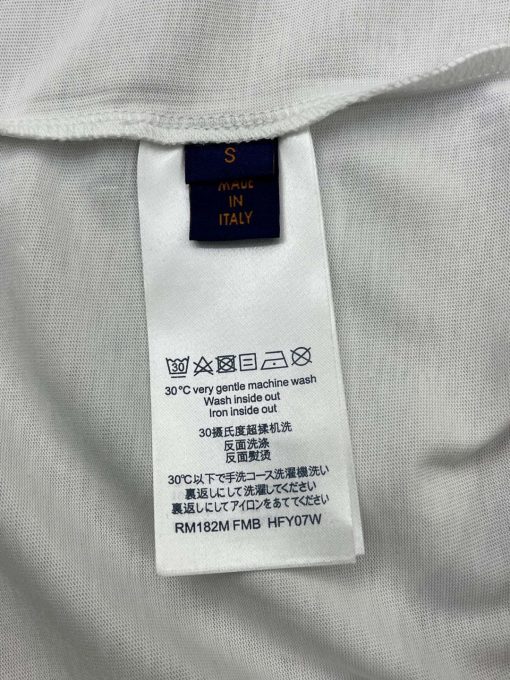 S
MADE
IN
ITALY
30
30°C very gentle machine wash
Wash inside out
Iron inside out
30摄氏度超揉机洗
反面洗涤
反面熨烫
30℃以下で手洗コース洗濯機洗い
裏返しにして洗濯してください
裏返しにしてアイロンをあててください
RM182M FMB HFY07W